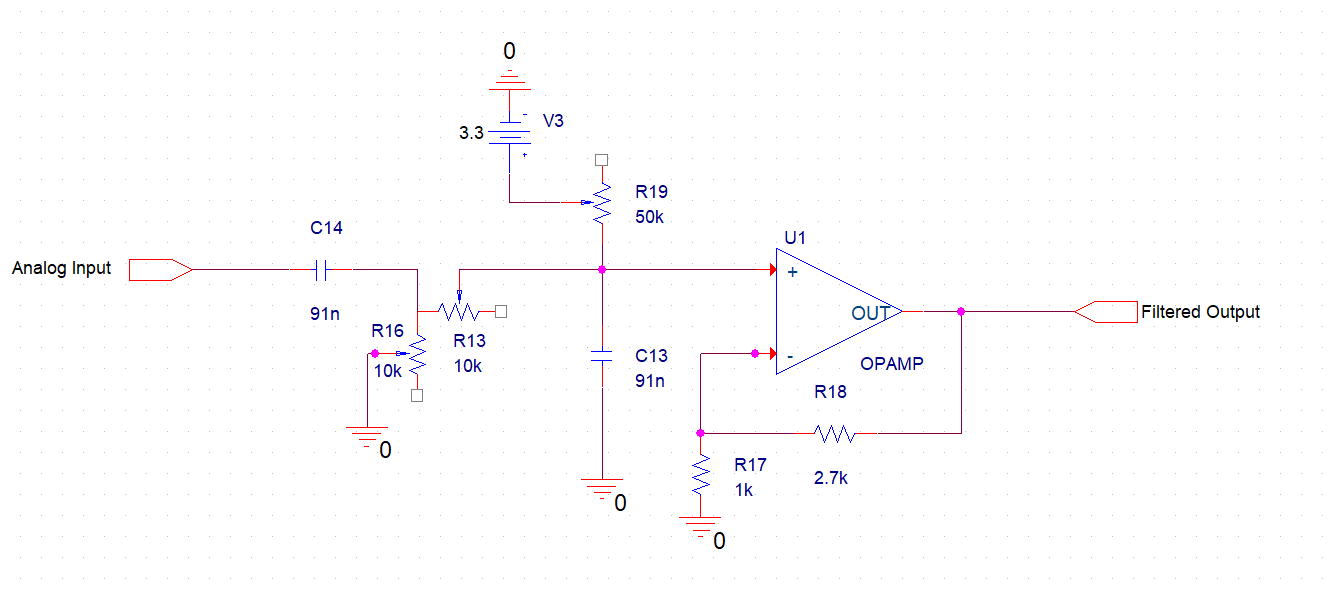 0
-
V3
3.3
+
R19
50k
C14
Analog Input
91n
R16
10k
0
R13
10k
C13
91n
0
U1
+
OUT
-
OPAMP
Filtered Output
R18
2.7k
R17
1k
0